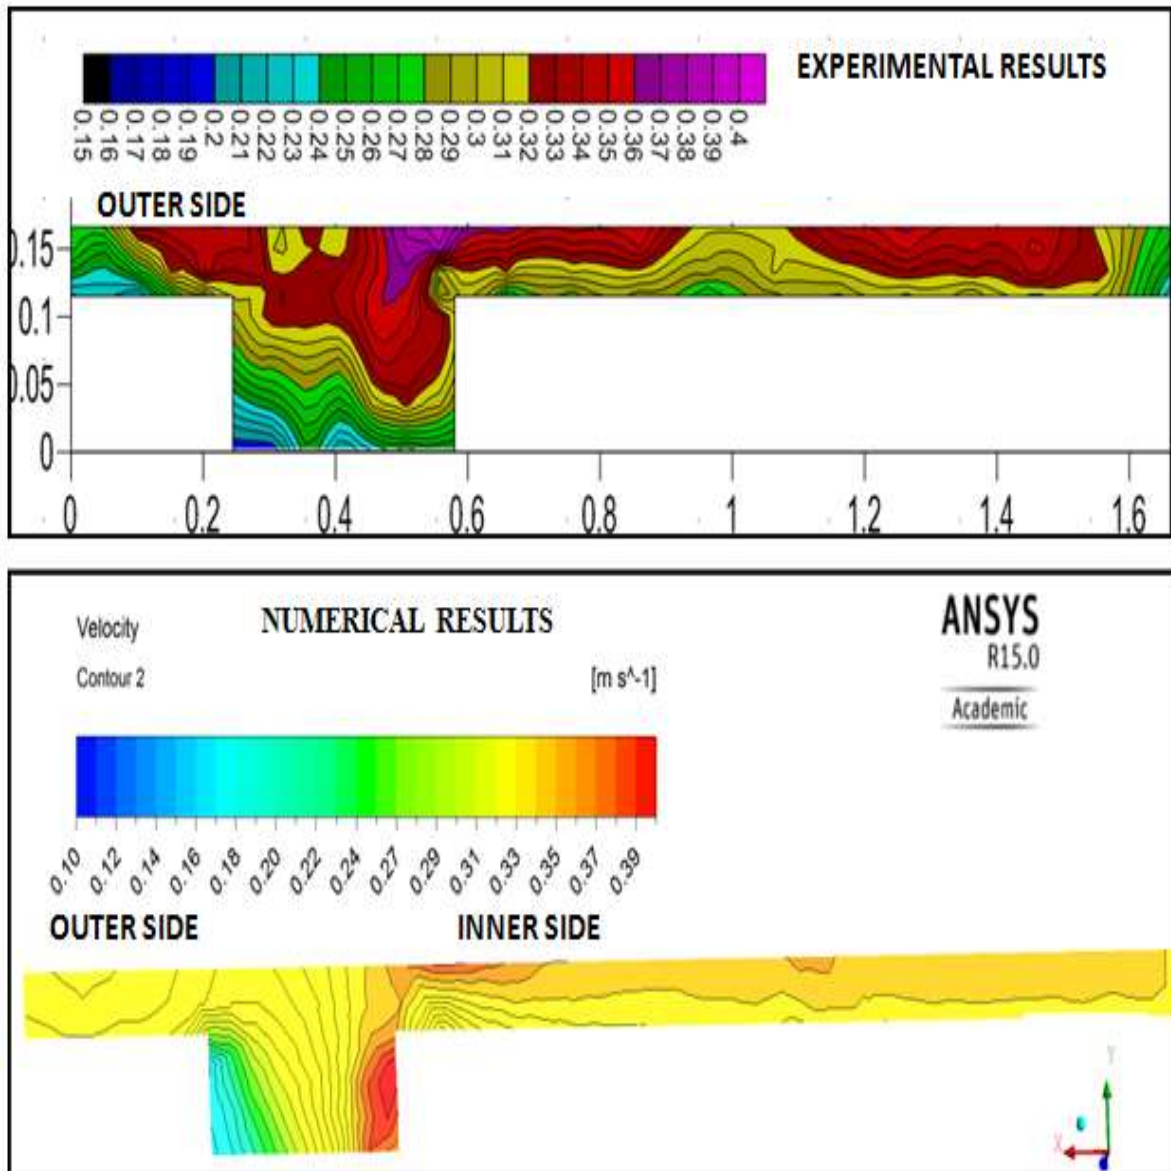 EXPERIMENTAL RESULTS
0.15 0.16 0.17 0.18 0.19 0.2 0.21 0.22 0.23 0.24 0.25 0.26 0.27 0.28 0.29 0.3 0.31 0.32 0.33 0.34 0.35 0.36 0.37 0.38 0.39 0.4
OUTER SIDE
0.15
0.1
0.05
0
0 0.2 0.4 0.6 0.8 1 1.2 1.4 1.6
NUMERICAL RESULTS
ANSYS
R15.0
Academic
Velocity
Contour 2
[m s^-1]
0.10 0.12 0.14 0.16 0.18 0.20 0.22 0.24 0.27 0.29 0.31 0.33 0.35 0.37 0.39
OUTER SIDE INNER SIDE
Y
X